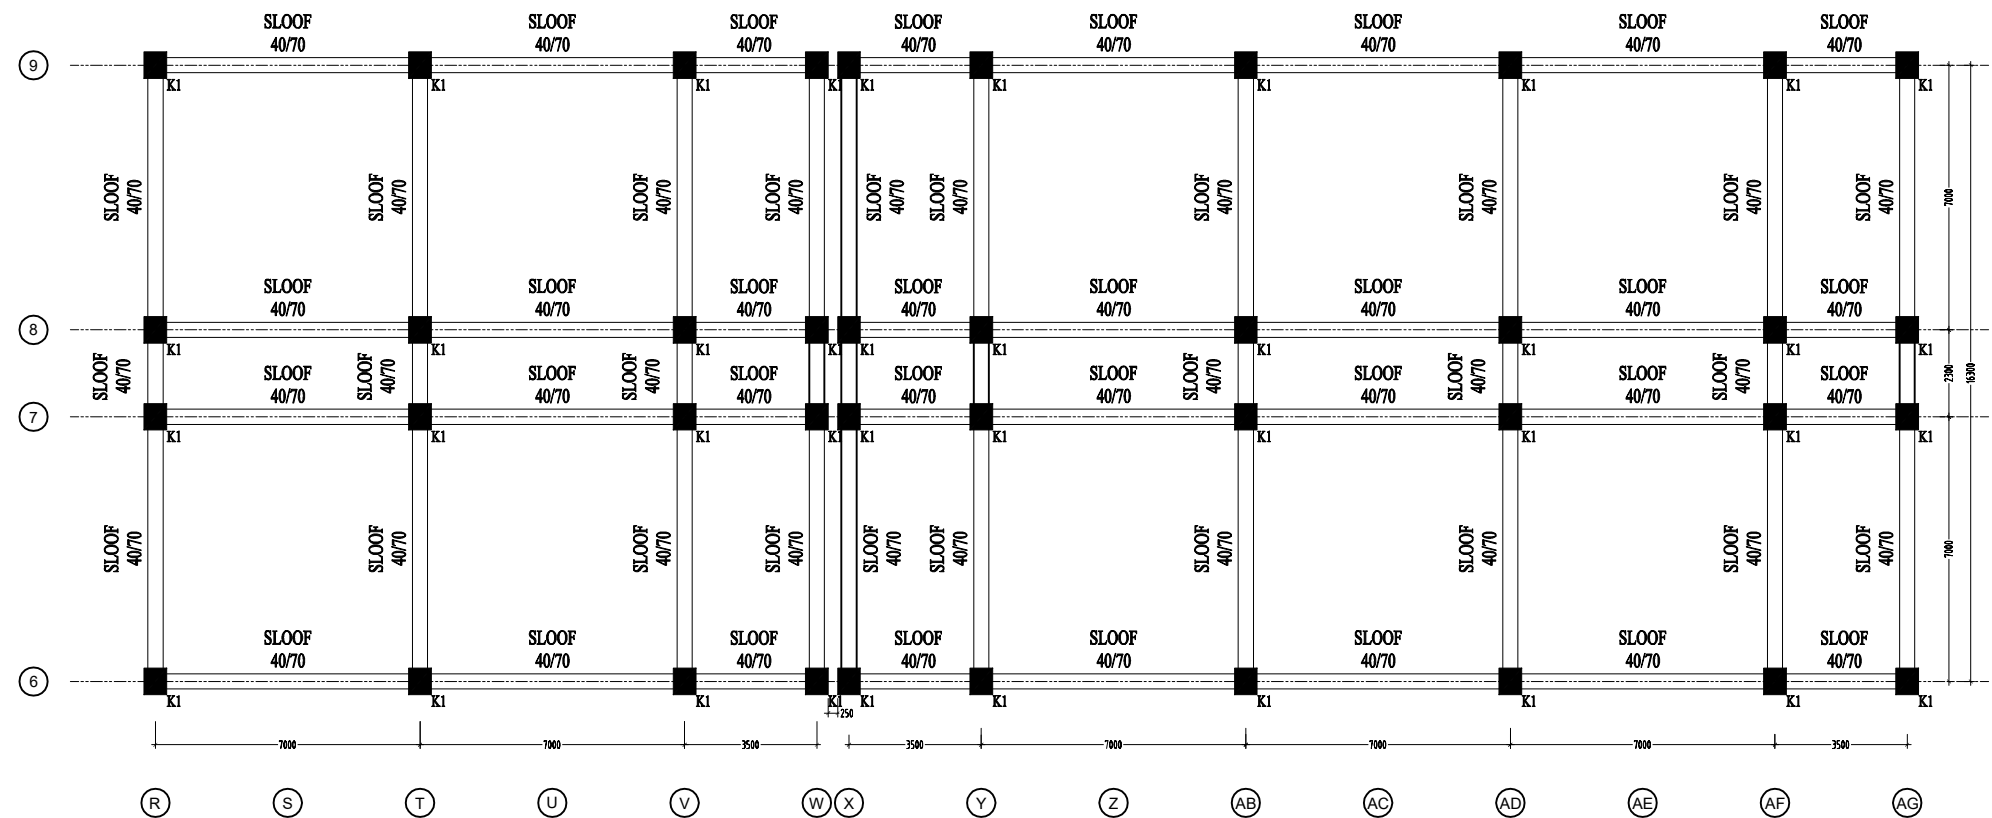 SLOOF SLOOF SLOOF SLOOF SLOOF SLOOF SLOOF SLOOF
40/70 40/70 40/70 40/70 40/70 40/70 40/70 40/70
9
K1 K1 K1 K1 K1 K1 K1 K1 K1 K1
SLOOF SLOOF SLOOF SLOOF SLOOF SLOOF SLOOF SLOOF SLOOF SLOOF
40/70 40/70 40/70 40/70 40/70 40/70 40/70 40/70 40/70 40/70
7000
SLOOF SLOOF SLOOF SLOOF SLOOF SLOOF SLOOF SLOOF
40/70 40/70 40/70 40/70 40/70 40/70 40/70 40/70
8
K1 K1 K1 K1 K1 K1 K1 K1 K1 K1
SLOOF SLOOF SLOOF SLOOF SLOOF SLOOF
40/70 40/70 40/70 40/70 40/70 40/70
2300
16300
SLOOF SLOOF SLOOF SLOOF SLOOF SLOOF SLOOF SLOOF
40/70 40/70 40/70 40/70 40/70 40/70 40/70 40/70
7
K1 K1 K1 K1 K1 K1 K1 K1 K1 K1
SLOOF SLOOF SLOOF SLOOF SLOOF SLOOF SLOOF SLOOF SLOOF SLOOF
40/70 40/70 40/70 40/70 40/70 40/70 40/70 40/70 40/70 40/70
7000
SLOOF SLOOF SLOOF SLOOF SLOOF SLOOF SLOOF SLOOF
40/70 40/70 40/70 40/70 40/70 40/70 40/70 40/70
6
K1 K1 K1 K1 K1 K1 K1 K1 K1 K1
250
7000 7000 3500 3500 7000 7000 7000 3500
R S T U V W X Y Z AB AC AD AE AF AG